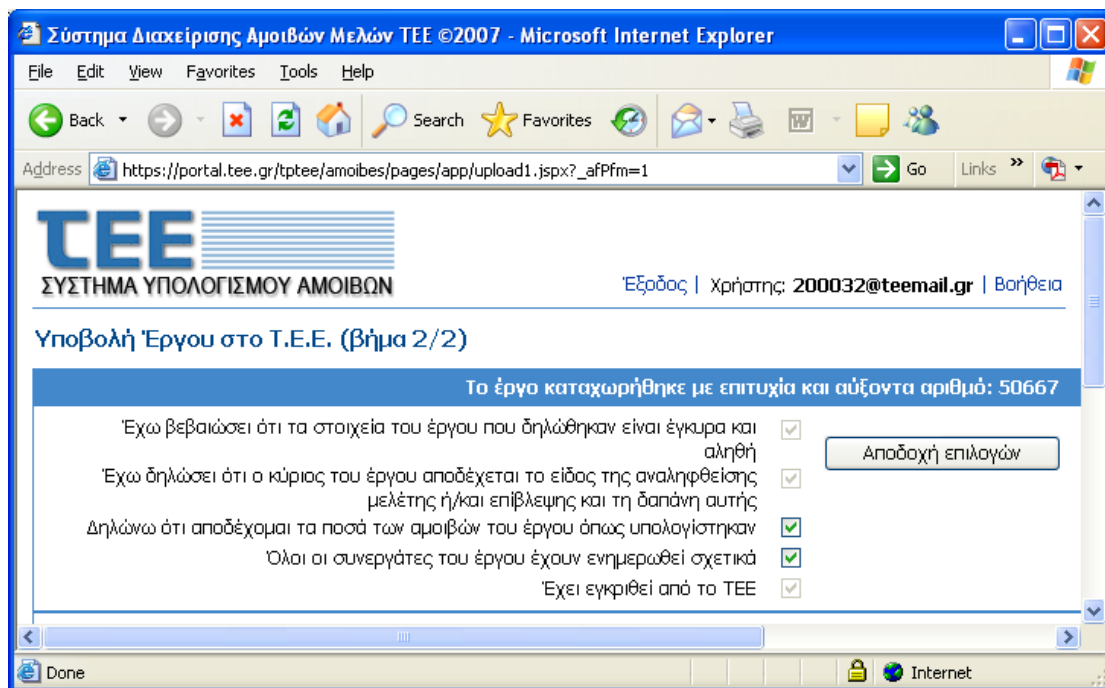 Σύστημα Διαχείρισης Αμοιβών Μελών ΤΕΕ ©2007 - Microsoft Internet Explorer
File Edit View Favorites Tools Help
Back Search Favorites
Address https://portal.tee.gr/tptee/amoibes/pages/app/upload1.jspx?_afPfm=1 Go Links »
ΤΕΕ
ΣΥΣΤΗΜΑ ΥΠΟΛΟΓΙΣΜΟΥ ΑΜΟΙΒΩΝ
Έξοδος | Χρήστης: 200032@teemail.gr | Βοήθεια
Υποβολή Έργου στο Τ.Ε.Ε. (βήμα 2/2)
Το έργο καταχωρήθηκε με επιτυχία και αύξοντα αριθμό: 50667
Έχω βεβαιώσει ότι τα στοιχεία του έργου που δηλώθηκαν είναι έγκυρα και
αληθή
Αποδοχή επιλογών
Έχω δηλώσει ότι ο κύριος του έργου αποδέχεται το είδος της αναληφθείσης
μελέτης ή/και επίβλεψης και τη δαπάνη αυτής
Δηλώνω ότι αποδέχομαι τα ποσά των αμοιβών του έργου όπως υπολογίστηκαν
Όλοι οι συνεργάτες του έργου έχουν ενημερωθεί σχετικά
Έχει εγκριθεί από το ΤΕΕ
Done Internet